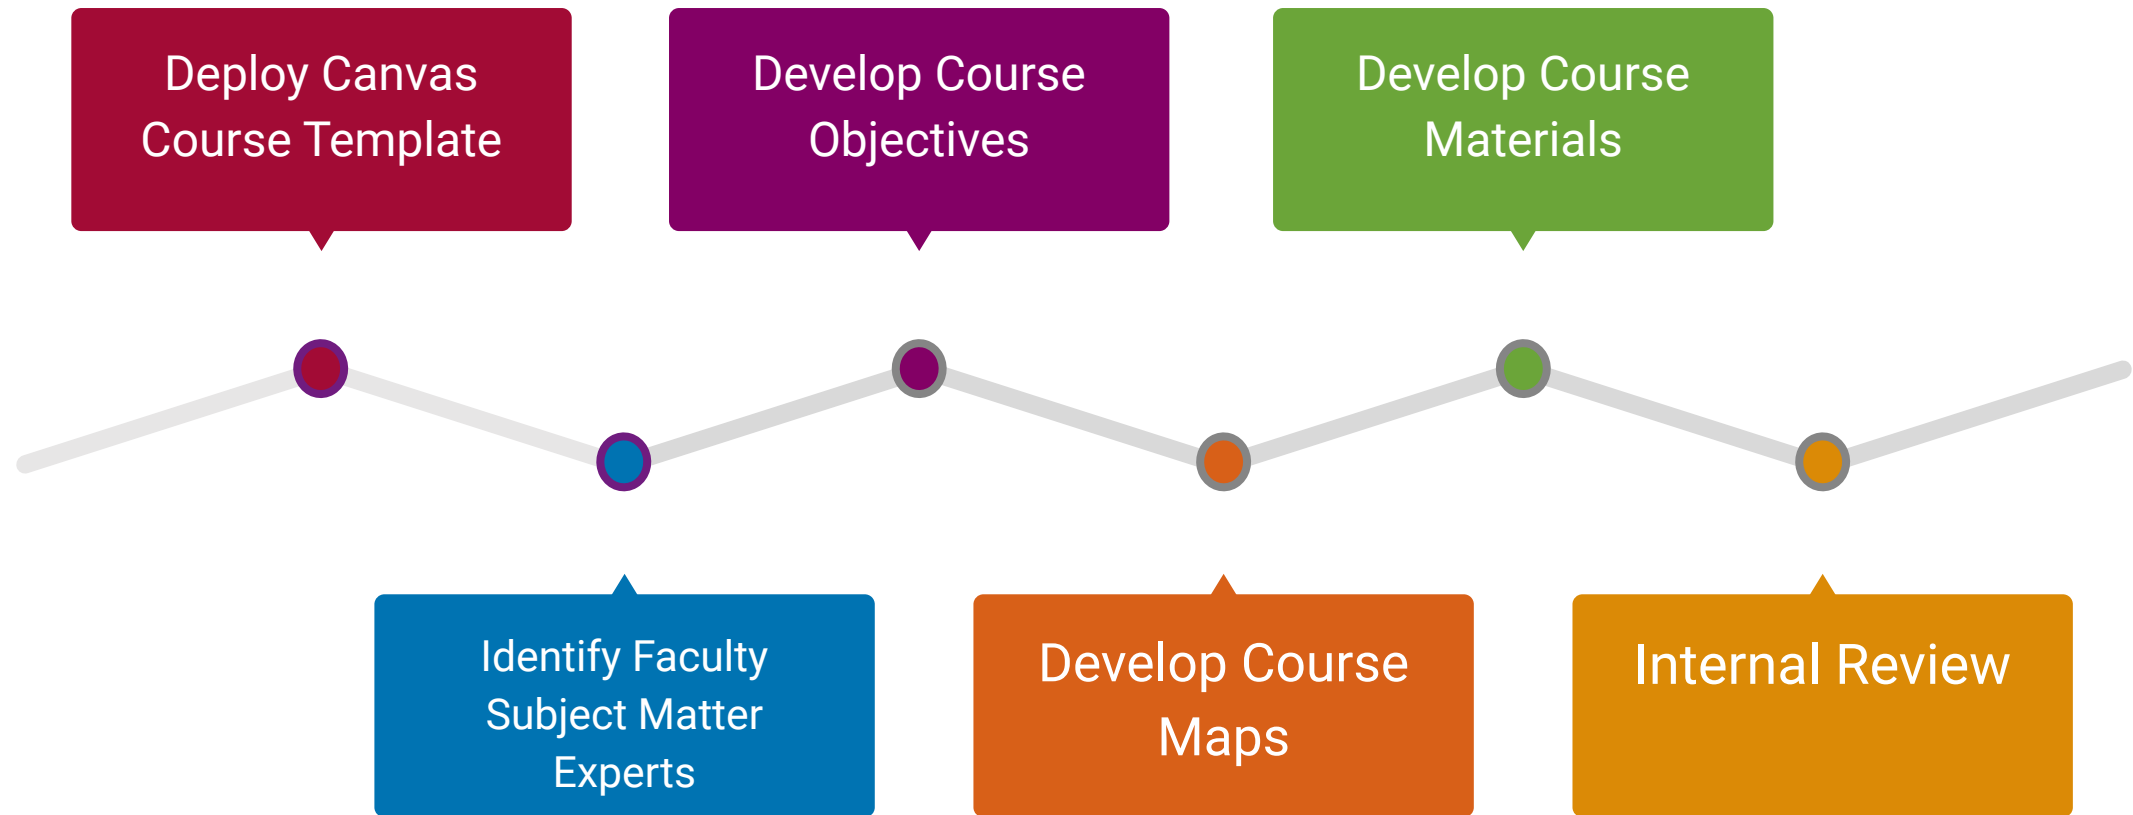 Deploy Canvas
Course Template
Identify Faculty
Subject Matter
Experts
Develop Course
Objectives
Develop Course
Maps
Develop Course
Materials
Internal Review